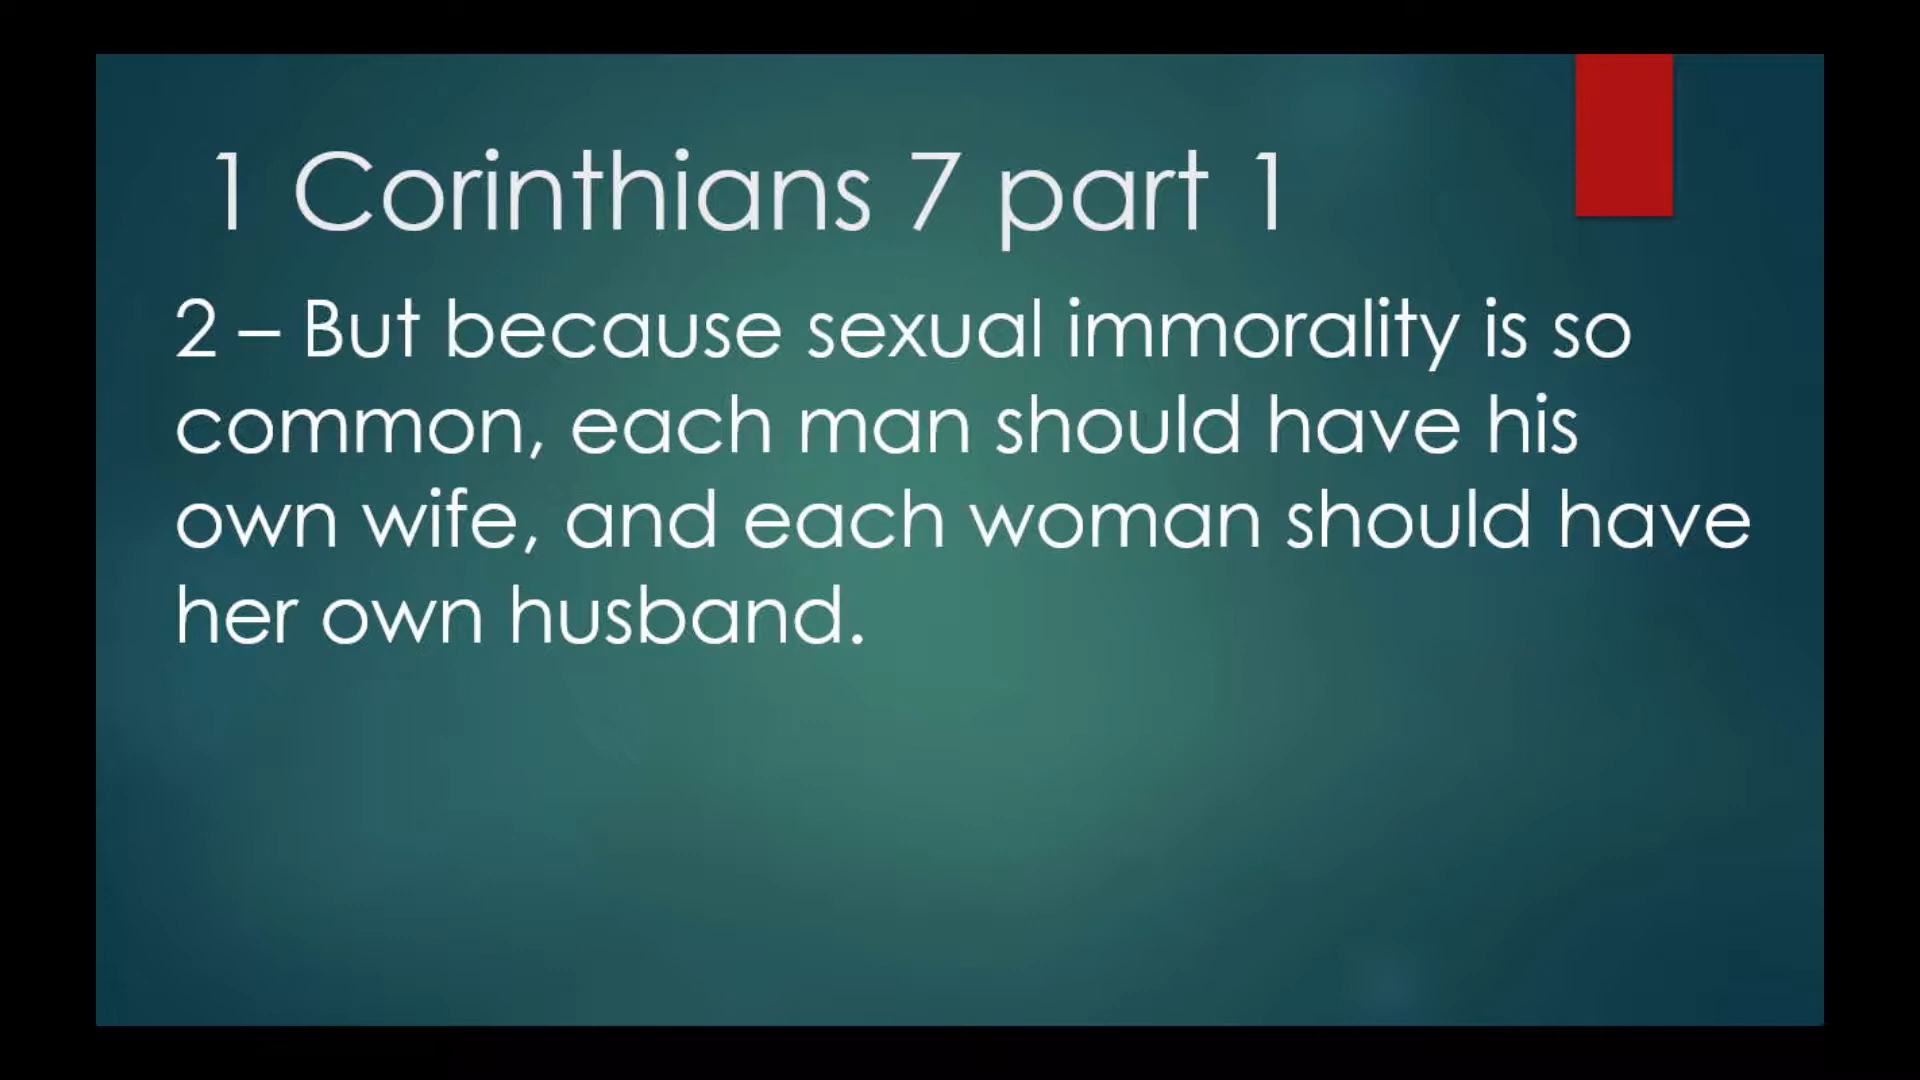 1 Corinthians 7 part 1
2 – But because sexual immorality is so
common, each man should have his
own wife, and each woman should have
her own husband.